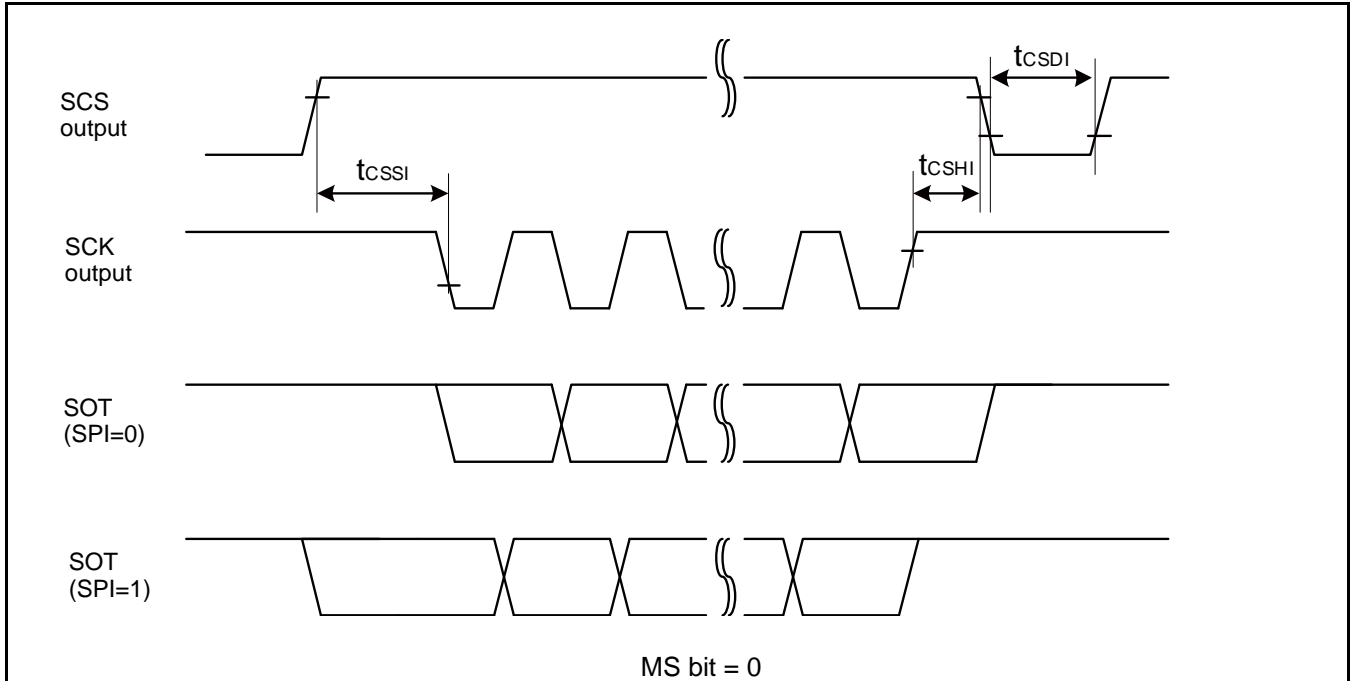 tCSDI
SCS
output
tCSSI
tCSHI
SCK
output
SOT
(SPI=0)
SOT
(SPI=1)
MS bit = 0